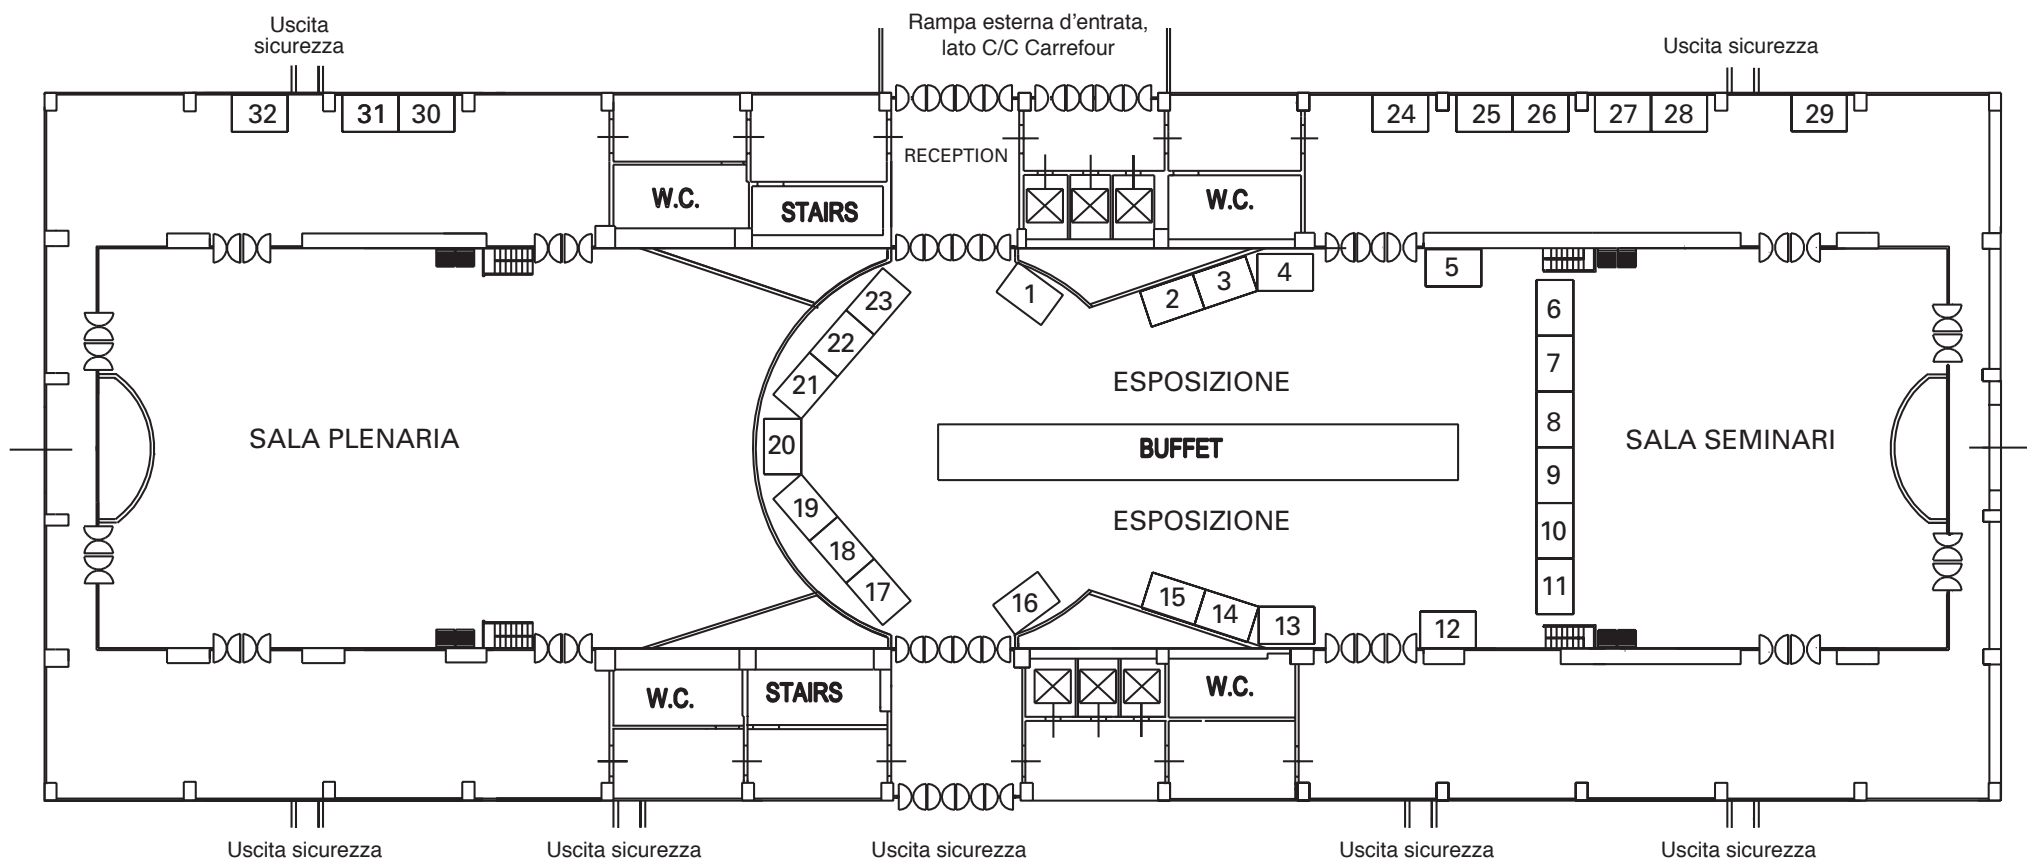 Uscita
sicurezza
Rampa esterna d'entrata,
lato C/C Carrefour
Uscita sicurezza
32
31
30
24
25
26
27
28
29
RECEPTION
W.C.
STAIRS
W.C.
1
2
3
4
5
23
22
21
20
19
18
17
6
7
8
9
10
11
ESPOSIZIONE
SALA PLENARIA
BUFFET
SALA SEMINARI
ESPOSIZIONE
16
15
14
13
12
W.C.
STAIRS
W.C.
Uscita sicurezza
Uscita sicurezza
Uscita sicurezza
Uscita sicurezza
Uscita sicurezza